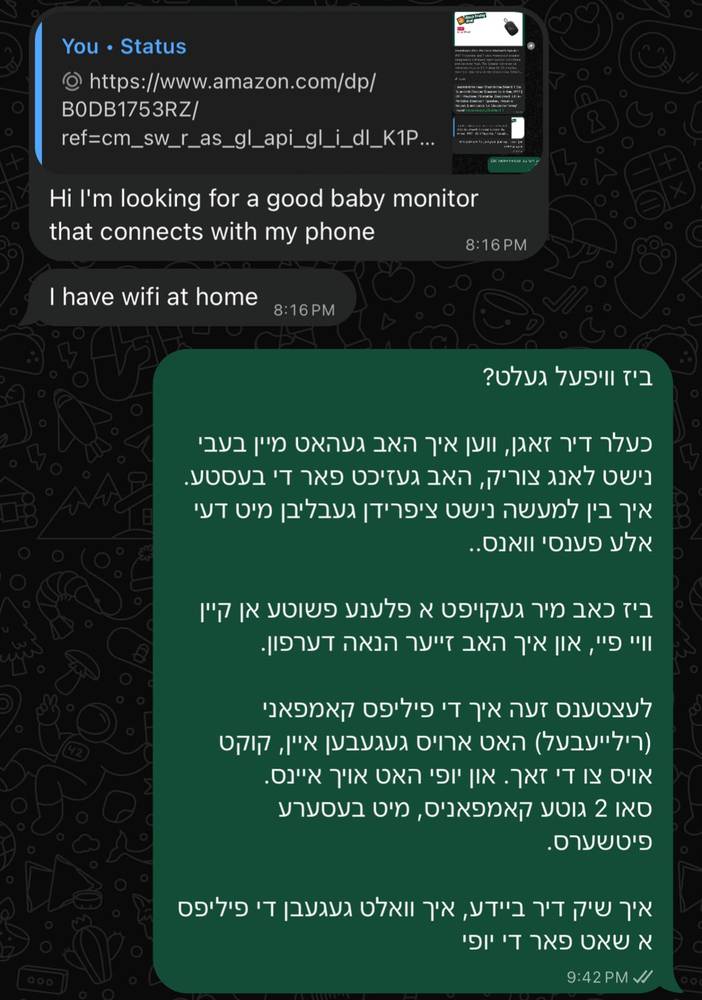 You • Status
https://www.amazon.com/dp/
B0DB1753RZ/
ref=cm_sw_r_as_gl_api_gl_i_dl_K1P...
Hi I'm looking for a good baby monitor
that connects with my phone
8:16 PM
I have wifi at home
8:16 PM
ביז וויפעל געלט?
כעלר דיר זאגן, ווען איך האב געהאט מיין בעבי
נישט לאנג צוריק, האב געזיכט פאר די בעסטע.
איך בין למעשה נישט ציפרידן געבליבן מיט דעי
אלע פענסי וואנס..
ביז כאב מיר געקויפט א פלענע פשוטע אן קיין
וויי פיי, און איך האב זייער הנאה דערפון.
לעצטענס זעה איך די פיליפס קאמפאני
(רילייעבעל) האט ארויס געגעבען איין, קוקט
אויס צו די זאך. און יופי האט אויך איינס.
סאו 2 גוטע קאמפאניס, מיט בעסערע
פיטשערס.
איך שיק דיר ביידע, איך וואלט געגעבן די פיליפס
א שאט פאר די יופי
9:42 PM